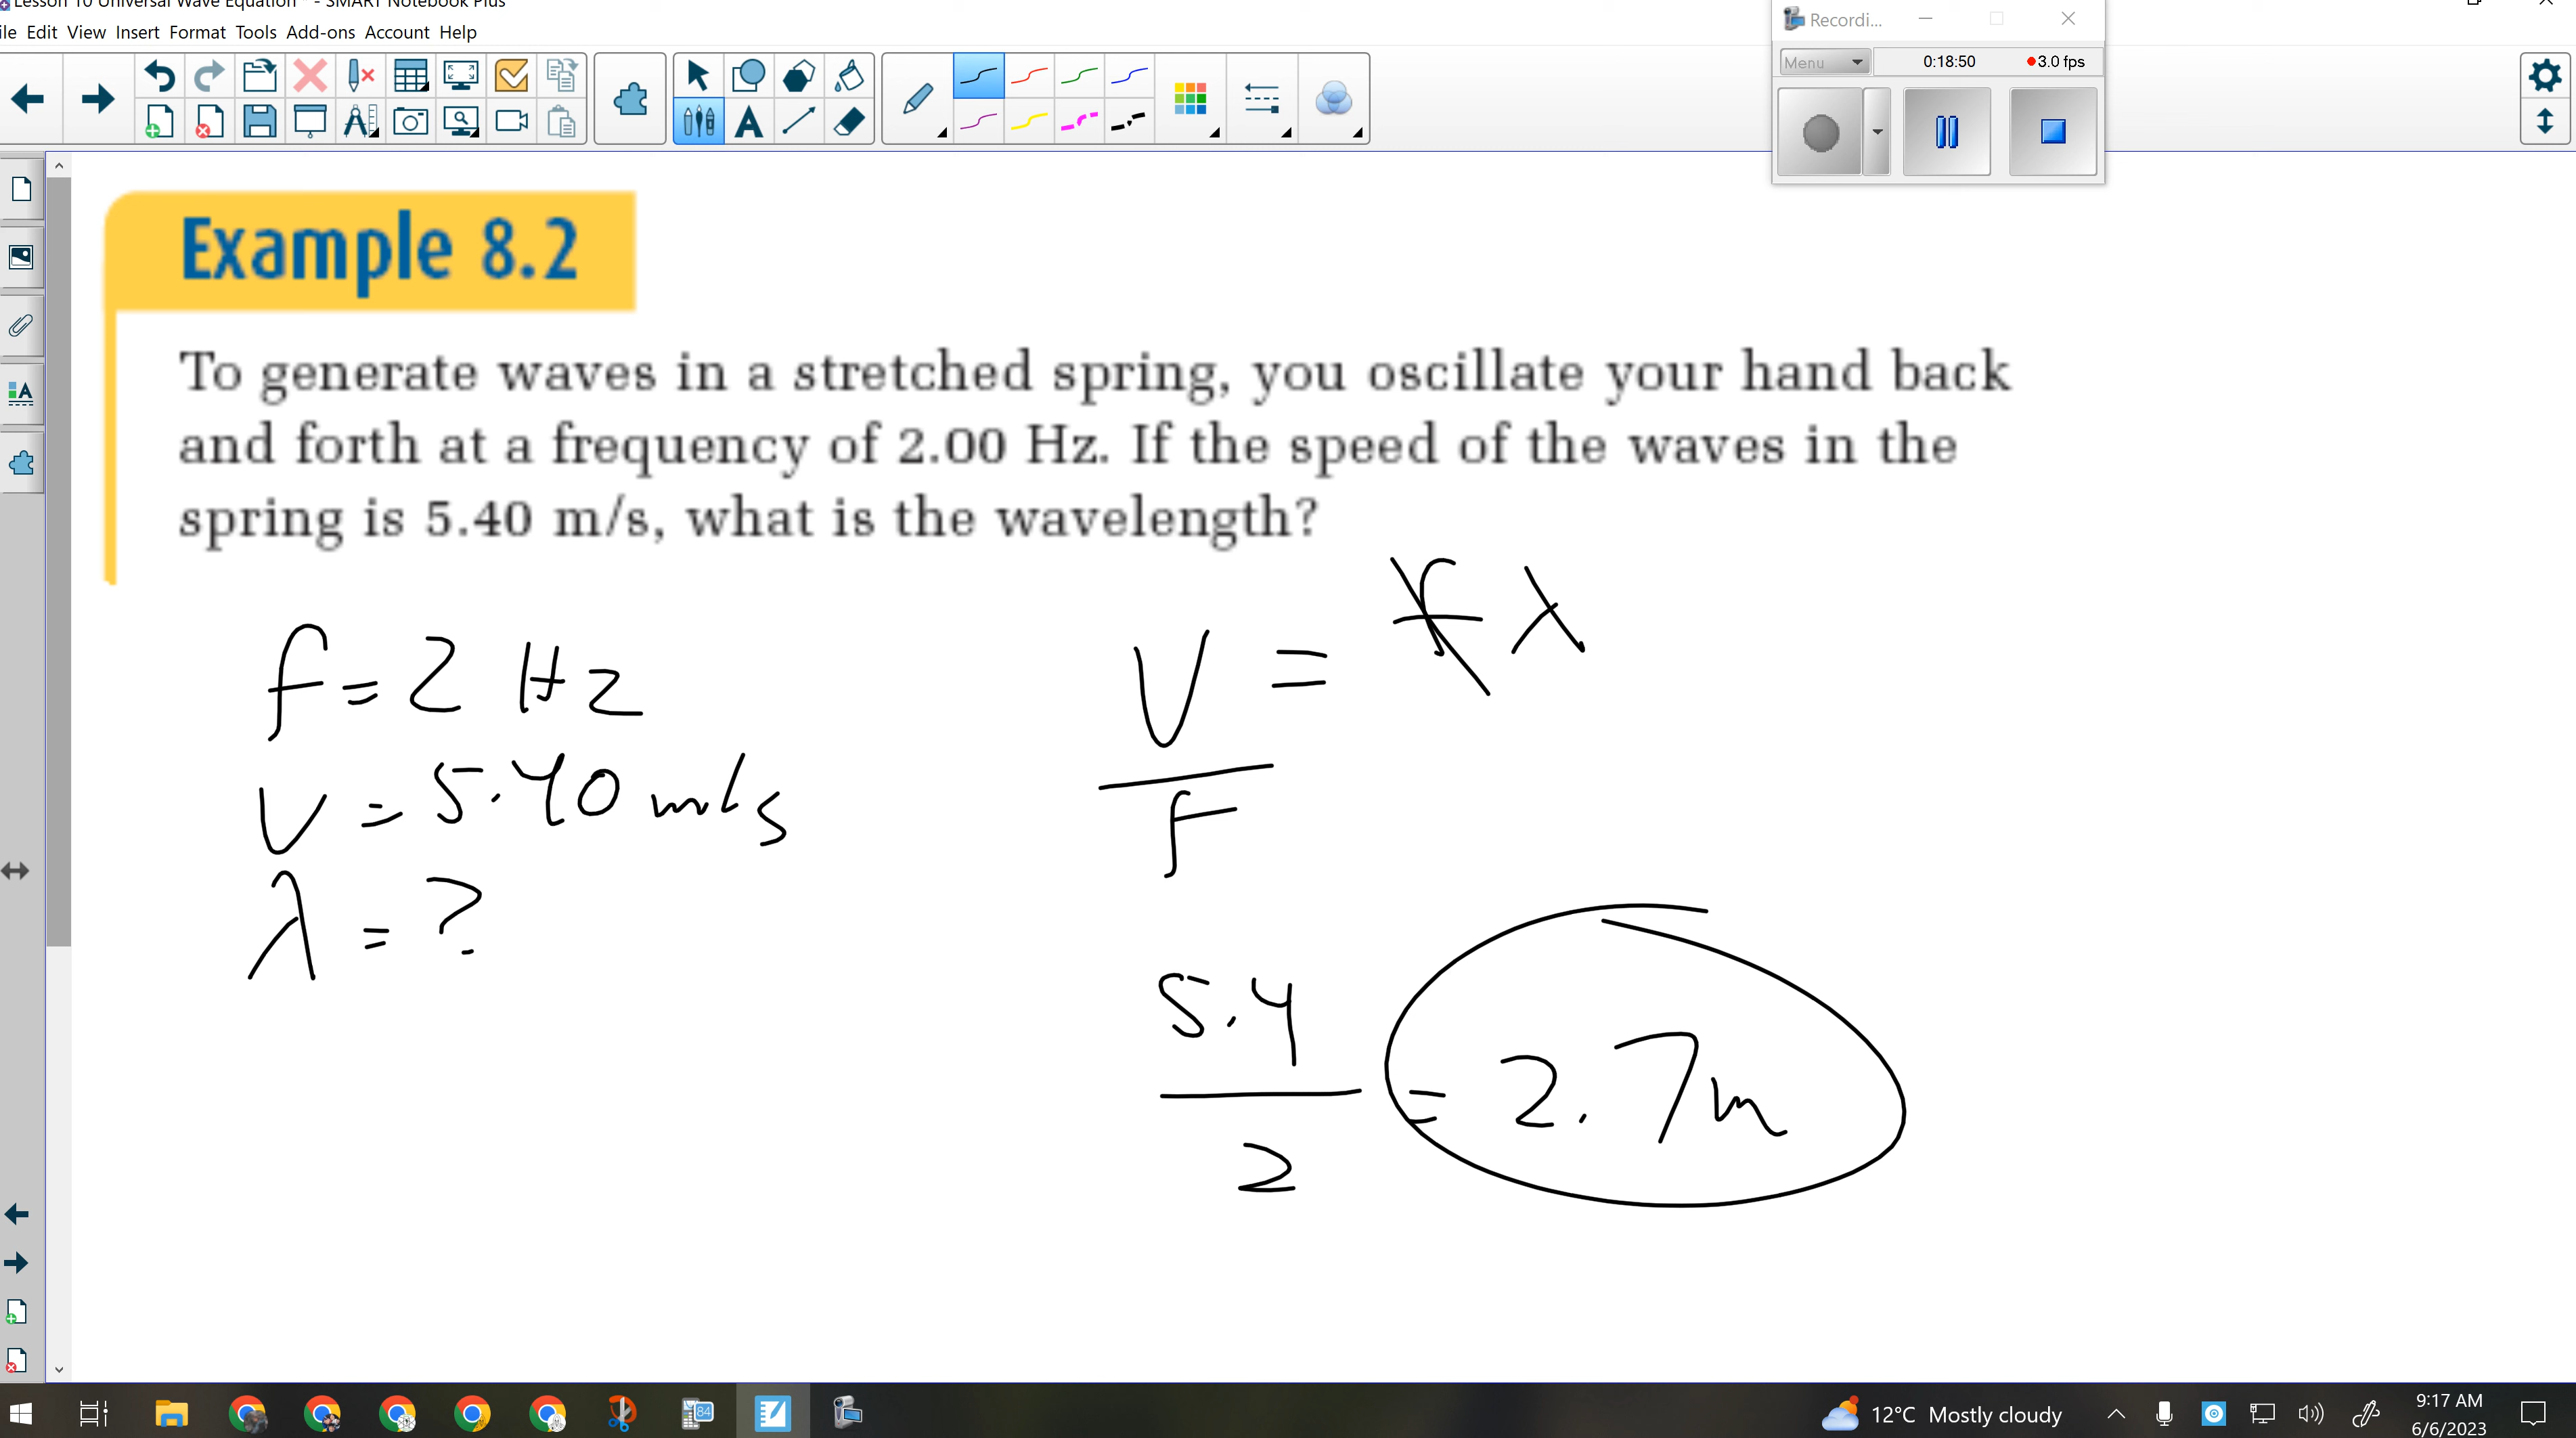 Lesson 10 Universal Wave Equation * - SMART Notebook Plus
ile Edit View Insert Format Tools Add-ons Account Help
Recordi...
Menu
0:18:50
3.0 fps
Example 8.2
To generate waves in a stretched spring, you oscillate your hand back
and forth at a frequency of 2.00 Hz. If the speed of the waves in the
spring is 5.40 m/s, what is the wavelength?
f = 2 Hz
v = 5.40 m/s
λ = ?
V = f λ
f
5.4
2
= 2.7 m
84
12°C Mostly cloudy
9:17 AM
6/6/2023